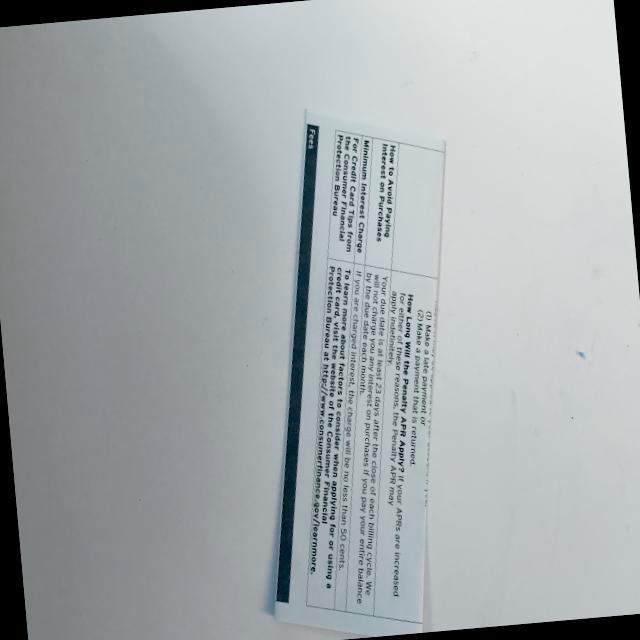 (1) Make a late payment or
(2) Make a payment that is returned.
How Long Will the Penalty APR Apply? If your APRs are increased
for either of these reasons, the Penalty APR may
apply indefinitely.
How to Avoid Paying
Interest on Purchases
Your due date is at least 21 days after the close of each billing cycle. We
will not charge you any interest on purchases if you pay your entire balance
by the due date each month.
Minimum Interest Charge
If you are charged interest, the charge will be no less than 50 cents.
For Credit Card Tips from
the Consumer Financial
Protection Bureau
To learn more about factors to consider when applying for or using a
credit card, visit the website of the Consumer Financial
Protection Bureau at http://www.consumerfinance.gov/learnmore.
Fees